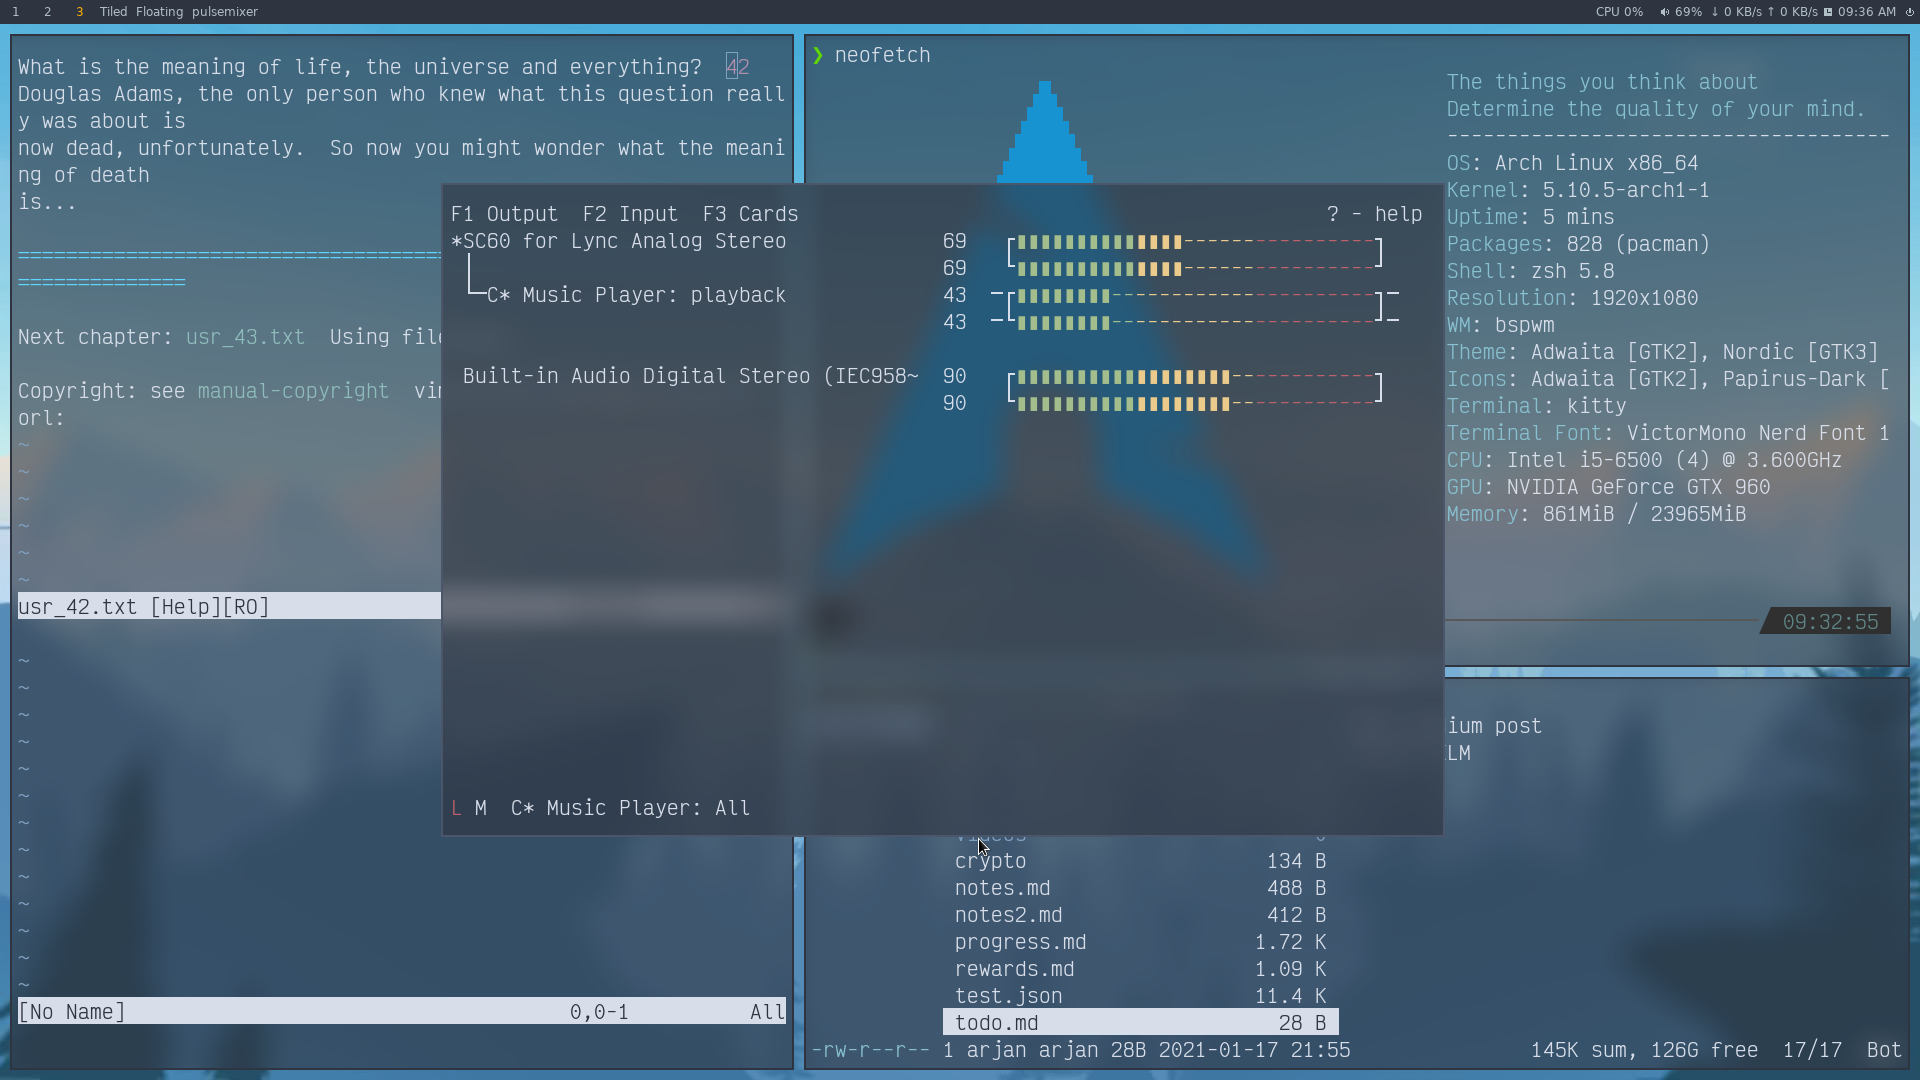 1 2 3 Tiled Floating pulsemixer
CPU 0% 69% ↓ 0 KB/s ↑ 0 KB/s 09:36 AM
What is the meaning of life, the universe and everything? 42
Douglas Adams, the only person who knew what this question reall
y was about is
now dead, unfortunately. So now you might wonder what the meani
ng of death
is...
====================================
==============
Next chapter: usr_43.txt Using
Copyright: see manual-copyright
orl:
~
~
~
~
~
~
usr_42.txt [Help][RO]
~
~
~
~
~
~
~
~
~
~
~
~
~
[No Name] 0,0-1 All
❯ neofetch
The things you think about
Determine the quality of your mind.
-------------------------------------
OS: Arch Linux x86_64
Kernel: 5.10.5-arch1-1
Uptime: 5 mins
Packages: 828 (pacman)
Shell: zsh 5.8
Resolution: 1920x1080
WM: bspwm
Theme: Adwaita [GTK2], Nordic [GTK3]
Icons: Adwaita [GTK2], Papirus-Dark [
Terminal: kitty
Terminal Font: VictorMono Nerd Font 1
CPU: Intel i5-6500 (4) @ 3.600GHz
GPU: NVIDIA GeForce GTX 960
Memory: 861MiB / 23965MiB
09:32:55
F1 Output F2 Input F3 Cards ? - help
*SC60 for Lync Analog Stereo 69
69
C* Music Player: playback 43
43
Built-in Audio Digital Stereo (IEC958~ 90
90
L M C* Music Player: All
ium post
LM
crypto 134 B
notes.md 488 B
notes2.md 412 B
progress.md 1.72 K
rewards.md 1.09 K
test.json 11.4 K
todo.md 28 B
-rw-r--r-- 1 arjan arjan 28B 2021-01-17 21:55 145K sum, 126G free 17/17 Bot